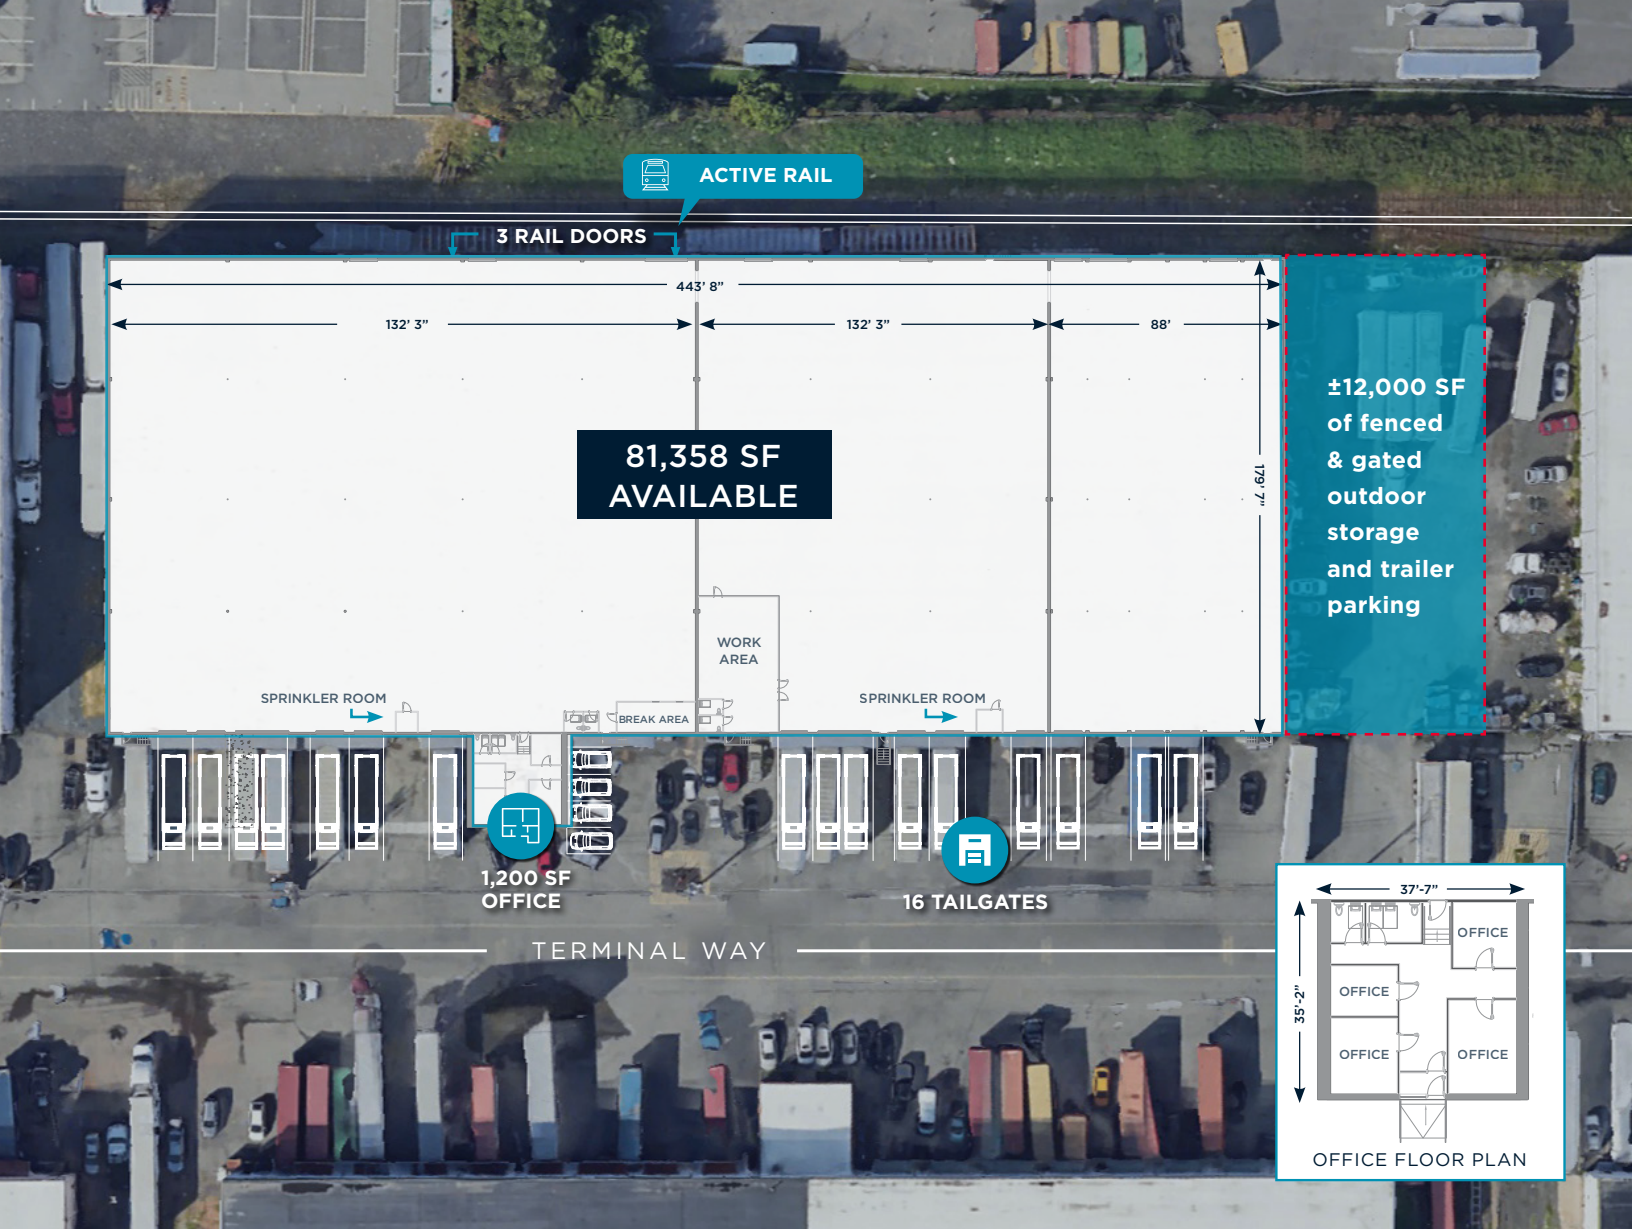 ACTIVE RAIL
3 RAIL DOORS
443' 8”
132' 3”
132' 3”
88'
179' 7”
81,358 SF
AVAILABLE
±12,000 SF
of fenced
& gated
outdoor
storage
and trailer
parking
WORK
AREA
SPRINKLER ROOM
BREAK AREA
SPRINKLER ROOM
1,200 SF
OFFICE
16 TAILGATES
TERMINAL WAY
37'-7”
35'-2”
OFFICE
OFFICE
OFFICE
OFFICE
OFFICE FLOOR PLAN